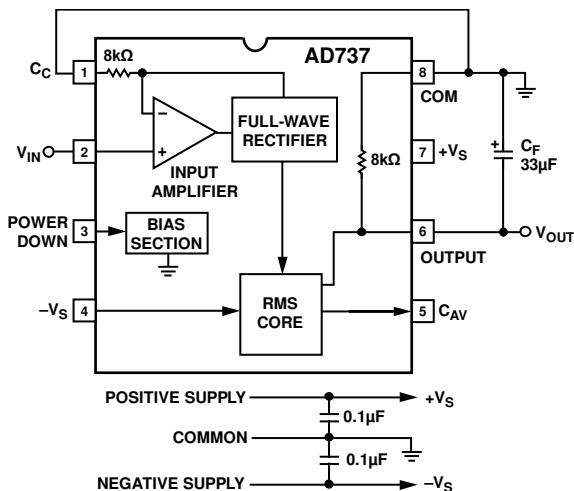 AD737
8kΩ
C_C
1
8
COM
FULL-WAVE
RECTIFIER
8kΩ
C_F
33µF
+
−
+
V_IN
2
INPUT
AMPLIFIER
7
+V_S
POWER
DOWN
3
BIAS
SECTION
6
OUTPUT
V_OUT
−V_S
4
RMS
CORE
5
C_AV
POSITIVE SUPPLY
+V_S
0.1µF
COMMON
0.1µF
NEGATIVE SUPPLY
−V_S